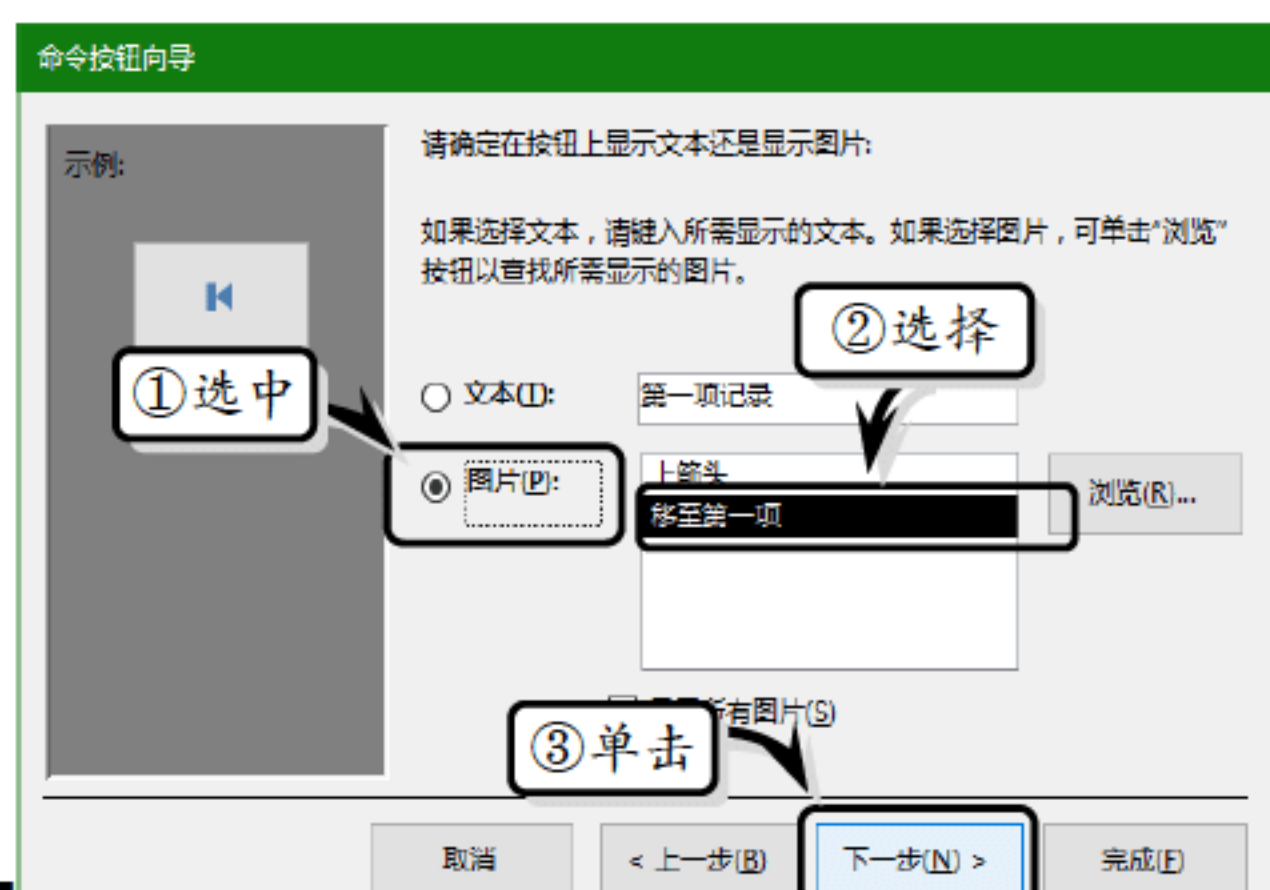 命令按钮向导
示例:
请确定在按钮上显示文本还是显示图片:
如果选择文本，请键入所需显示的文本。如果选择图片，可单击“浏览”
按钮以查找所需显示的图片。
②选择
①选中
文本(T):
第一项记录
图片(P):
上箭头
移至第一项
浏览(R)...
所有图片(S)
③单击
取消
< 上一步(B)
下一步(N) >
完成(F)